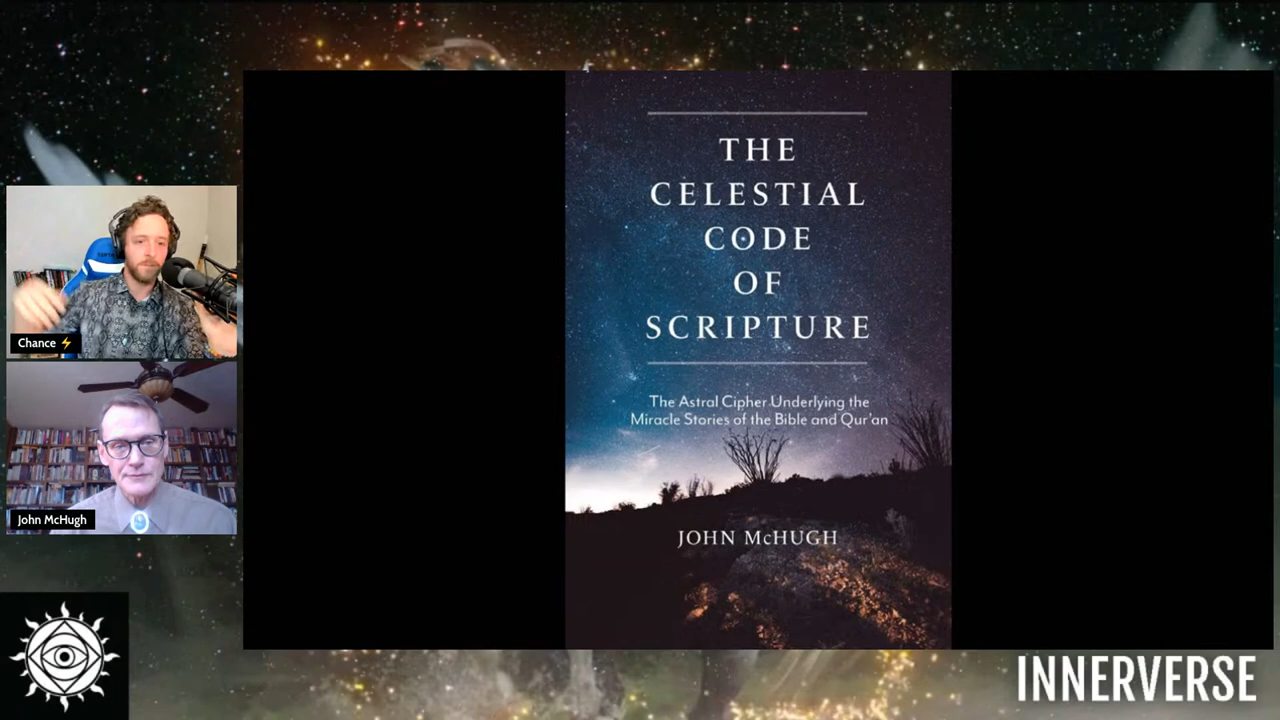 THE
CELESTIAL
CODE
OF
SCRIPTURE
The Astral Cipher Underlying the
Miracle Stories of the Bible and Qur'an
JOHN McHUGH
Chance ⚡
John McHugh
INNERVERSE